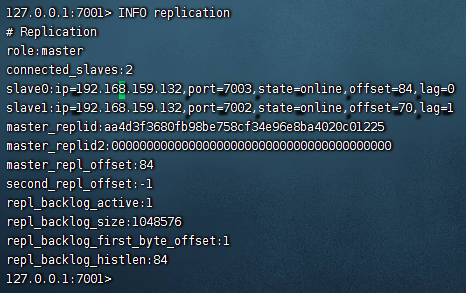 127.0.0.1:7001> INFO replication
# Replication
role:master
connected_slaves:2
slave0:ip=192.168.159.132,port=7003,state=online,offset=84,lag=0
slave1:ip=192.168.159.132,port=7002,state=online,offset=70,lag=1
master_replid:aa4d3f3680fb98be758cf34e96e8ba4020c01225
master_replid2:0000000000000000000000000000000000000000
master_repl_offset:84
second_repl_offset:-1
repl_backlog_active:1
repl_backlog_size:1048576
repl_backlog_first_byte_offset:1
repl_backlog_histlen:84
127.0.0.1:7001>